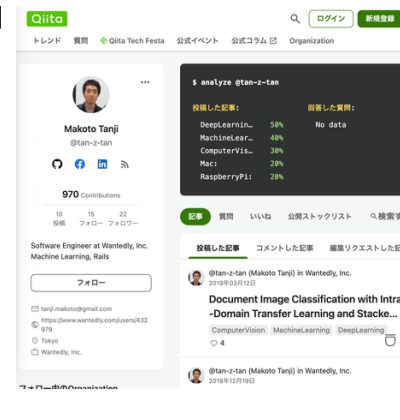 Qiita
ログイン
新規登録
トレンド 質問 Qiita Tech Festa 公式イベント 公式コラム Organization
Makoto Tanji
@tan-z-tan
970 Contributions
10 15 22
投稿 フォロー フォロワー
Software Engineer at Wantedly, Inc.
Machine Learning, Rails
フォロー
tanji.makoto@gmail.com
https://www.wantedly.com/users/432
979
Tokyo
Wantedly, Inc.
フォロー中のOrganization
$ analyze @tan-z-tan
投稿した記事: 回答した質問:
DeepLearnin… 50% No data
MachineLear… 40%
ComputerVis… 30%
Mac: 20%
RaspberryPi: 20%
記事 質問 いいね 公開ストックリスト 検索す
投稿した記事 コメントした記事 編集リクエストした記
@tan-z-tan (Makoto Tanji) in Wantedly, Inc.
2019年03月12日
Document Image Classification with Intra
-Domain Transfer Learning and Stacke...
ComputerVision MachineLearning DeepLearning
4
@tan-z-tan (Makoto Tanji) in Wantedly, Inc.
2018年12月19日